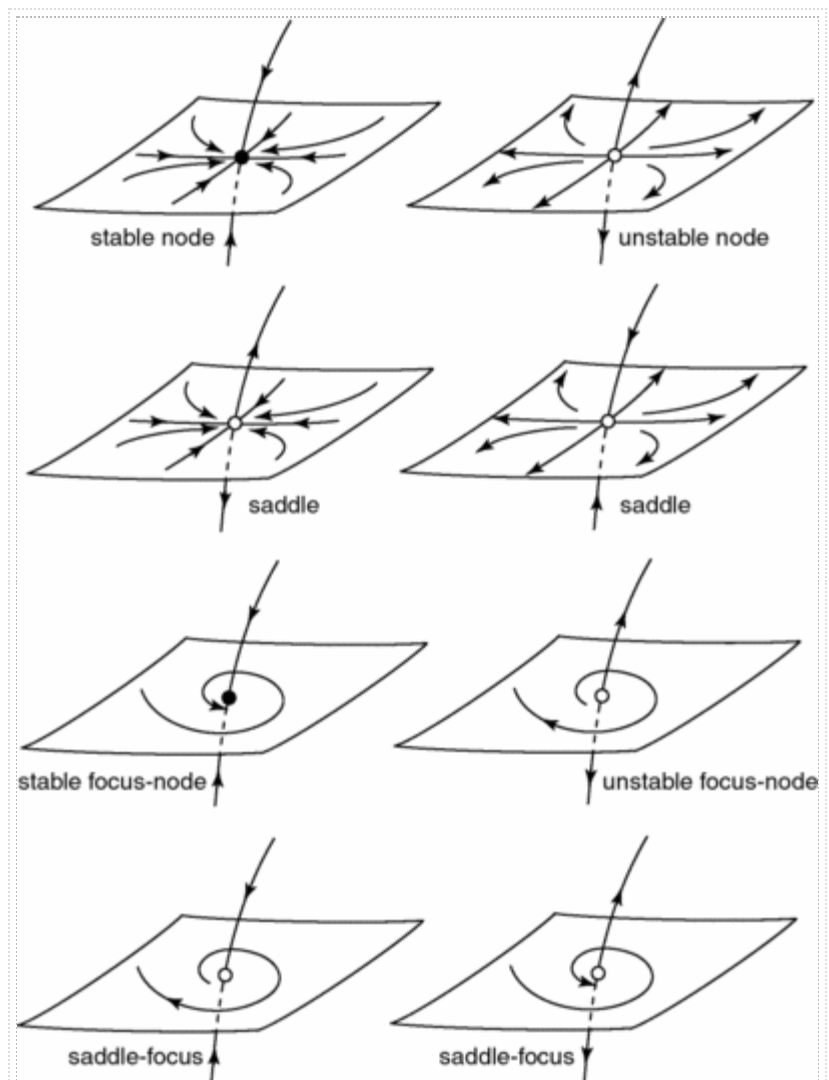 stable node
unstable node
saddle
saddle
stable focus-node
unstable focus-node
saddle-focus
saddle-focus